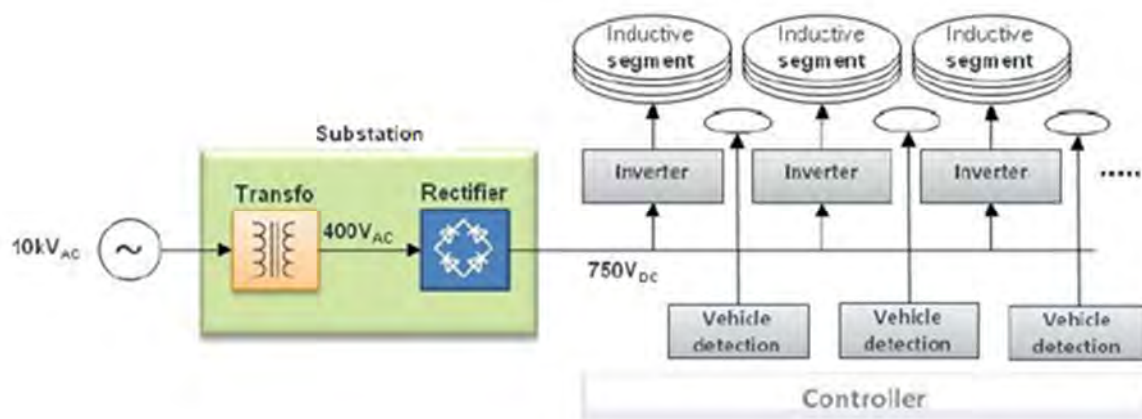 Inductive
segment
Inductive
segment
Inductive
segment
Substation
Transfo
Rectifier
Inverter
Inverter
Inverter
10kVAC
~
400VAC
750VDC
Vehicle
detection
Vehicle
detection
Vehicle
detection
Controller